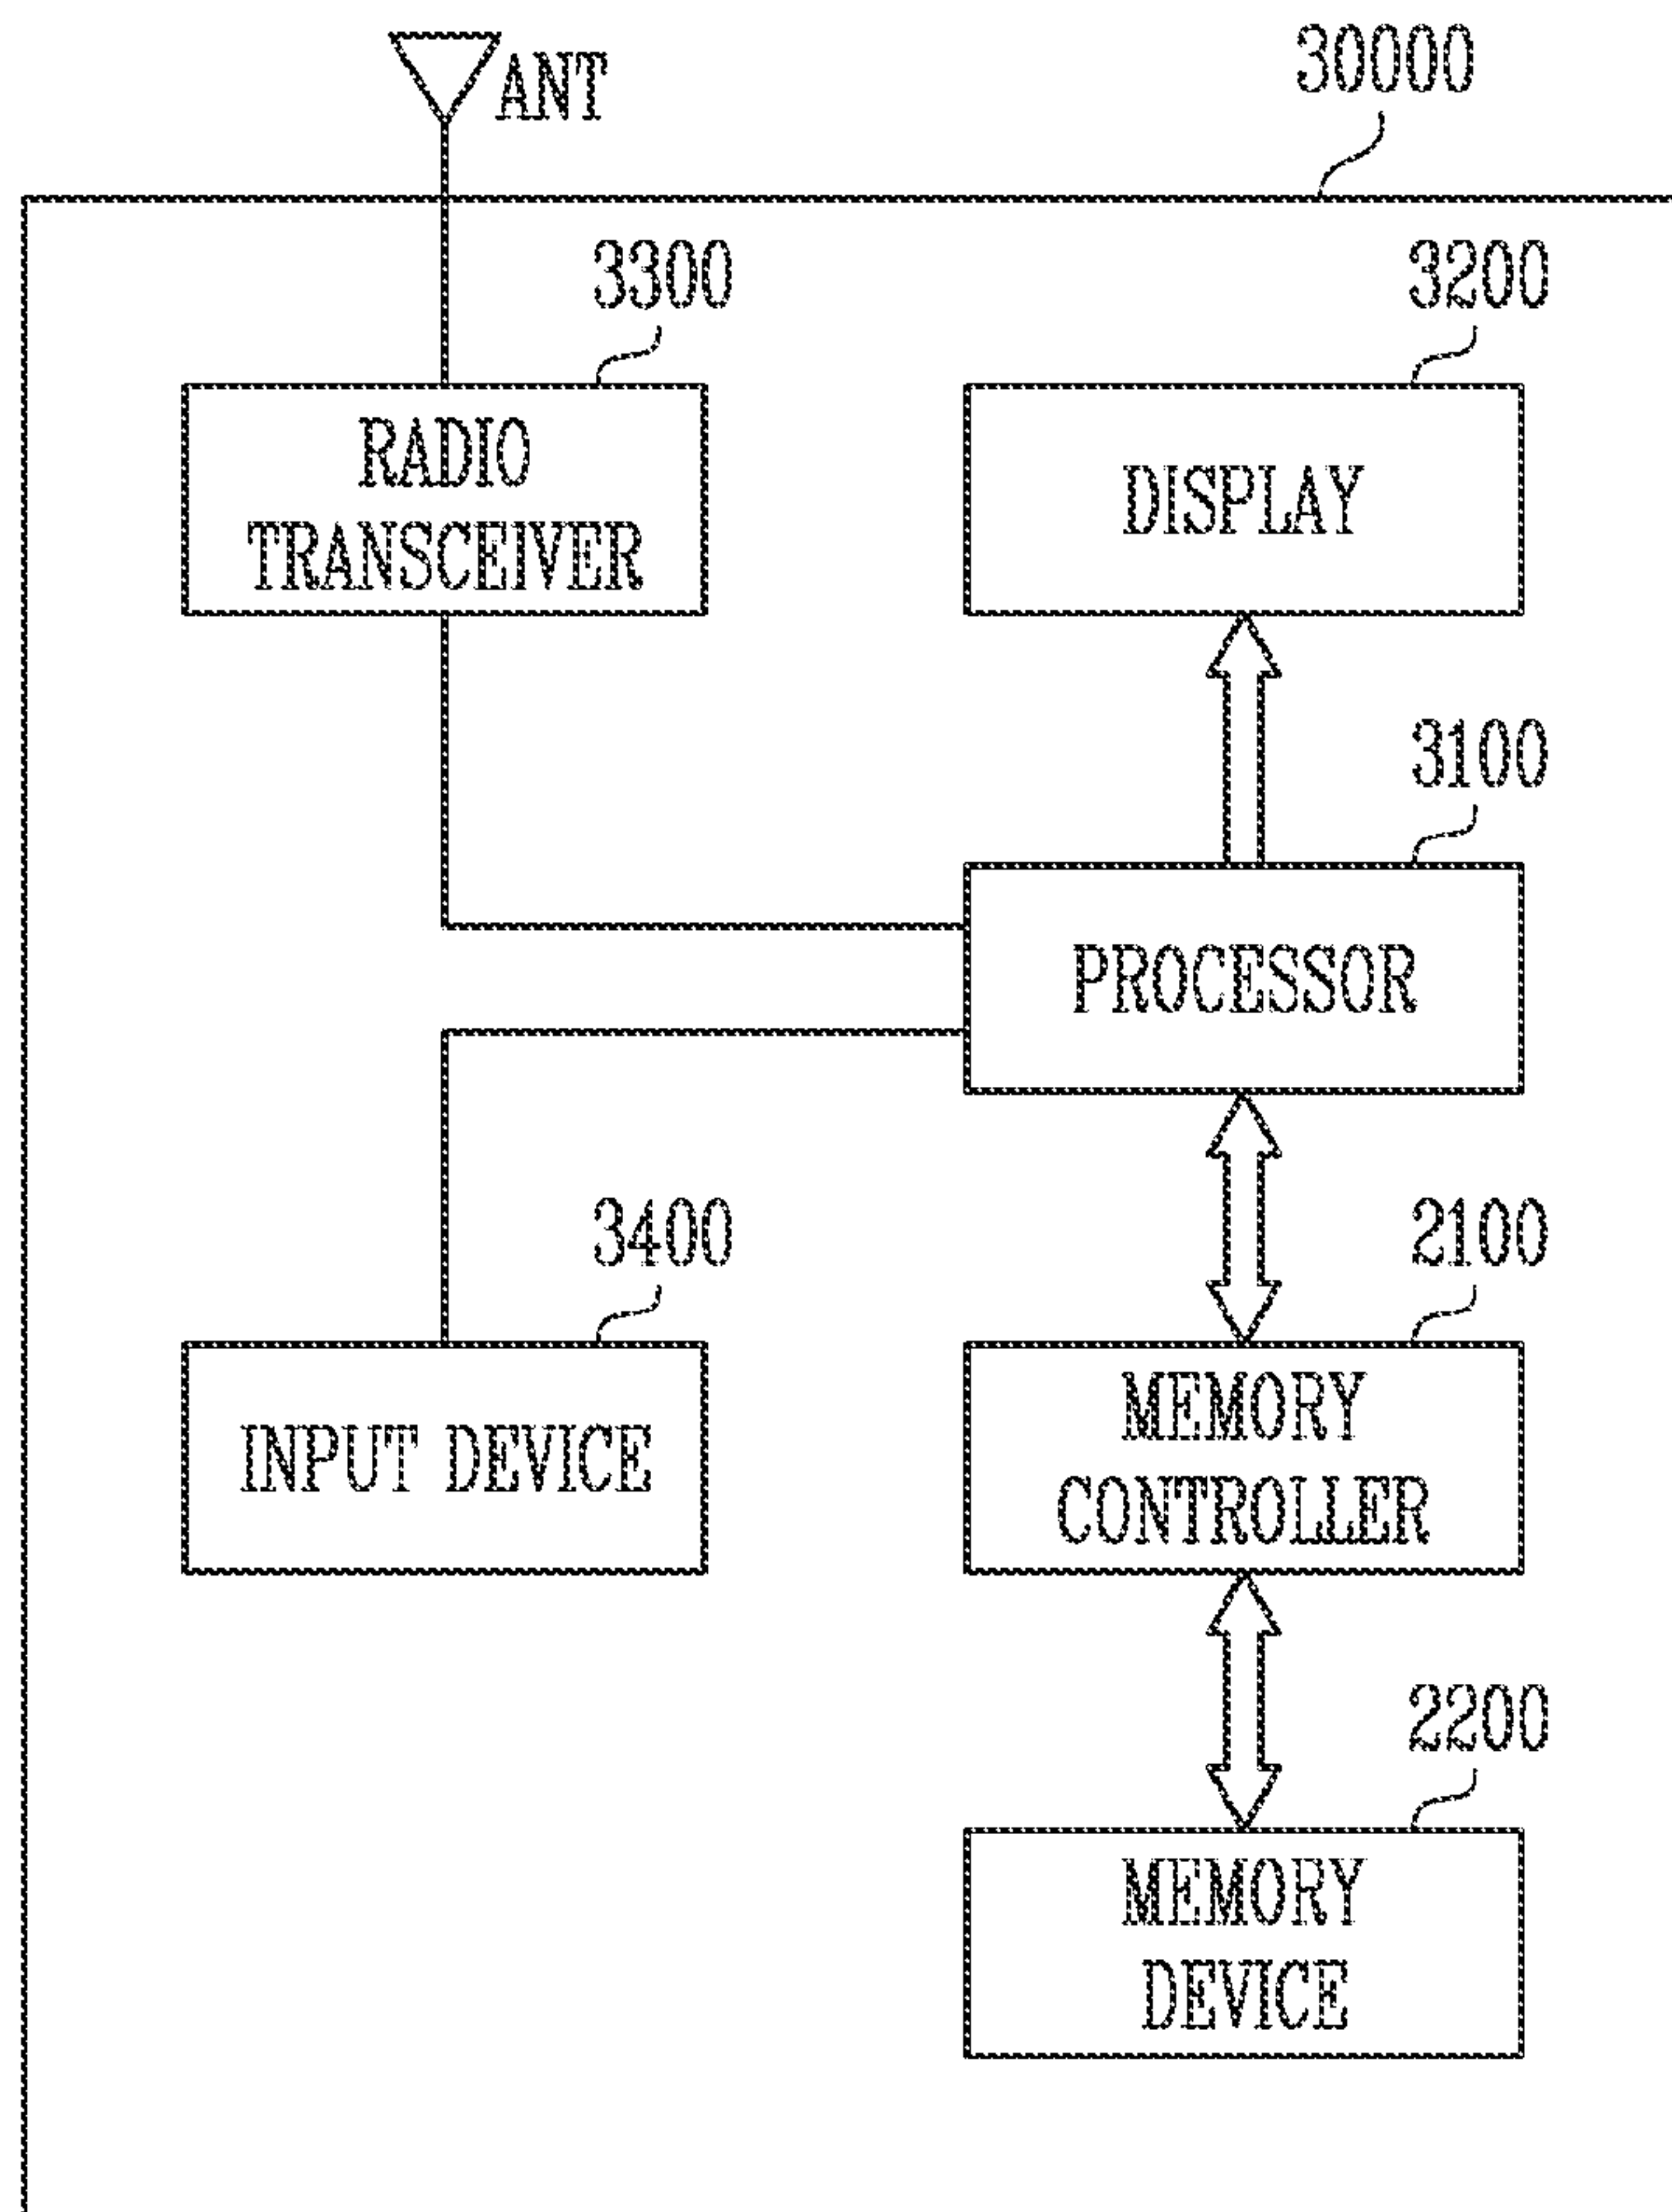 ANT
30000
3300
3200
RADIO
TRANSCEIVER
DISPLAY
3100
PROCESSOR
3400
2100
INPUT DEVICE
MEMORY
CONTROLLER
2200
MEMORY
DEVICE